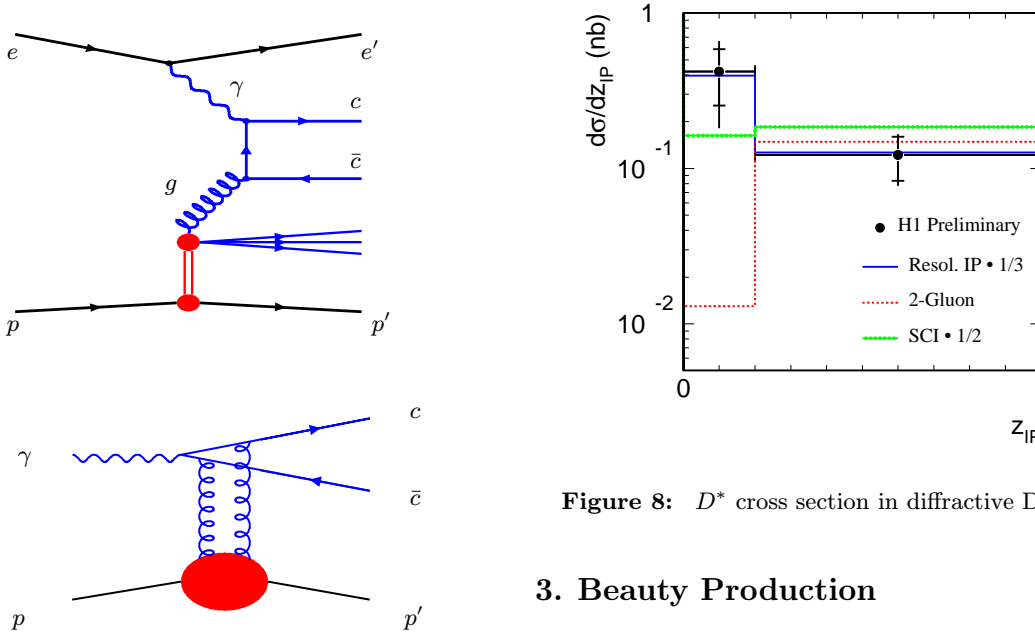 e
e′
γ
c
c̄
g
p
p′
γ
c
c̄
p
p′
dσ/dz_IP (nb)
1
10^-1
10^-2
0
H1 Preliminary
Resol. IP • 1/3
2-Gluon
SCI • 1/2
z_IP
Figure 8: D* cross section in diffractive D
3. Beauty Production